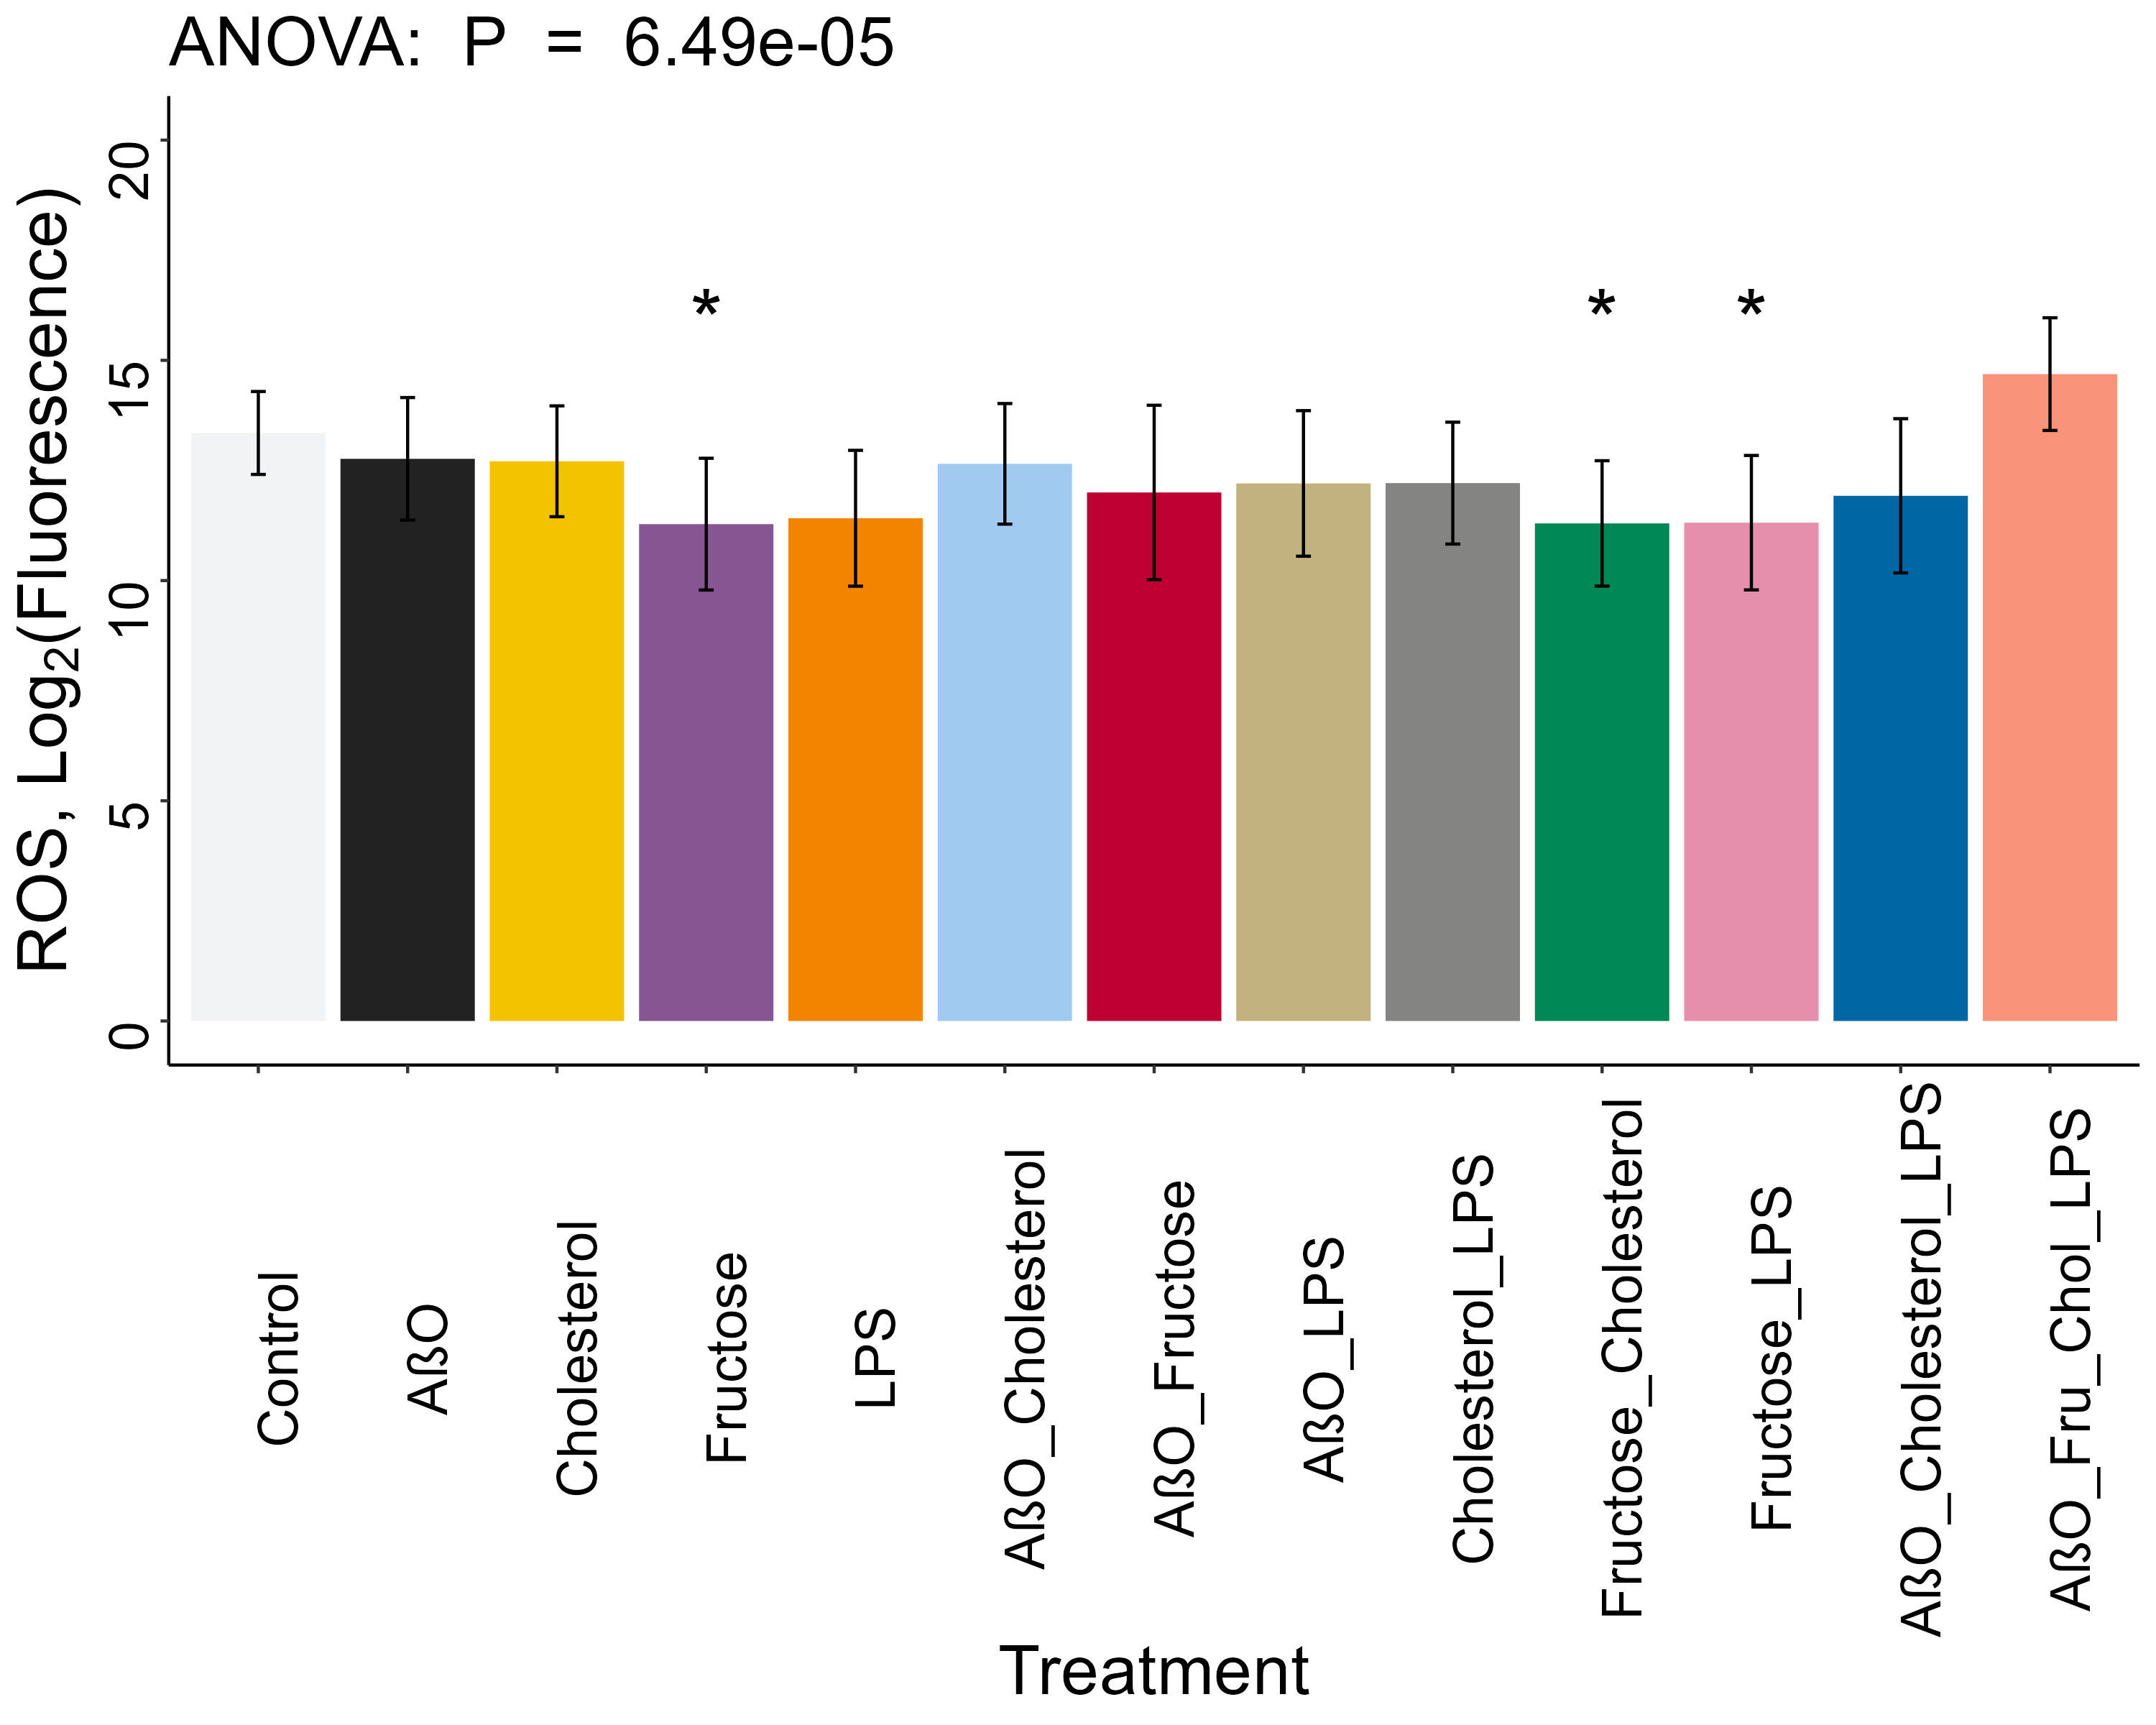 ANOVA: P = 6.49e-05
ROS, Log₂(Fluorescence)
20
15
10
5
0
*
*
*
Control
AßO
Cholesterol
Fructose
LPS
AßO_Cholesterol
AßO_Fructose
AßO_LPS
Cholesterol_LPS
Fructose_Cholesterol
Fructose_LPS
AßO_Cholesterol_LPS
AßO_Fru_Chol_LPS
Treatment